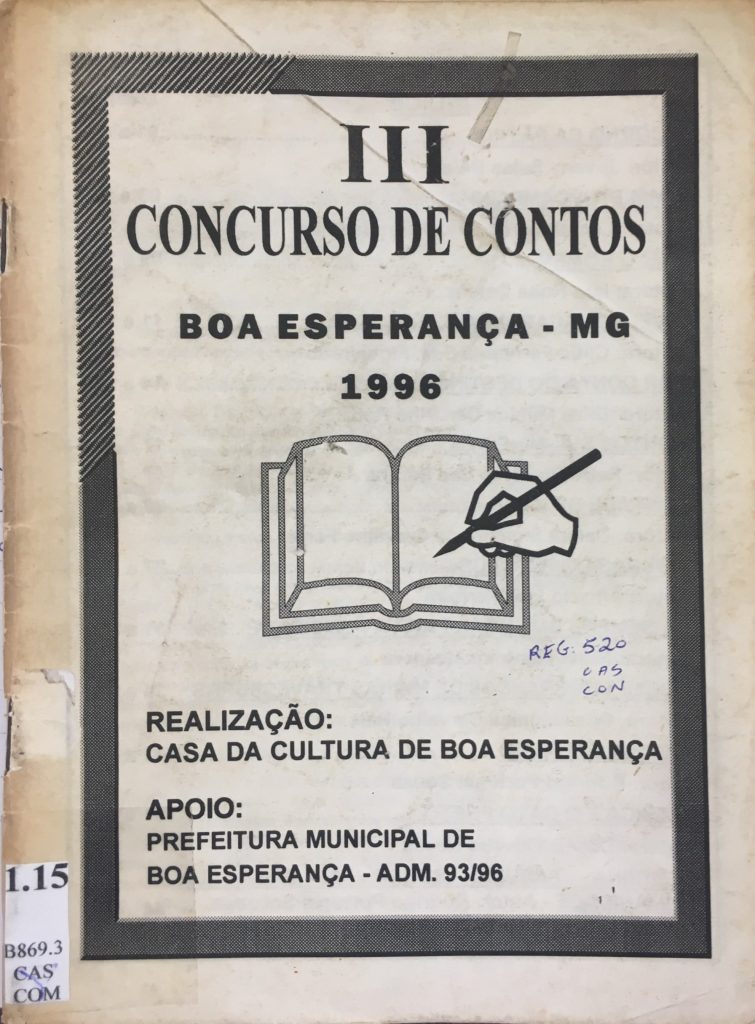 III
CONCURSO DE CONTOS
BOA ESPERANÇA - MG
1996
REG: 520
CAS
CON
REALIZAÇÃO:
CASA DA CULTURA DE BOA ESPERANÇA
APOIO:
PREFEITURA MUNICIPAL DE
BOA ESPERANÇA - ADM. 93/96
1.15
B869.3
CAS
COM